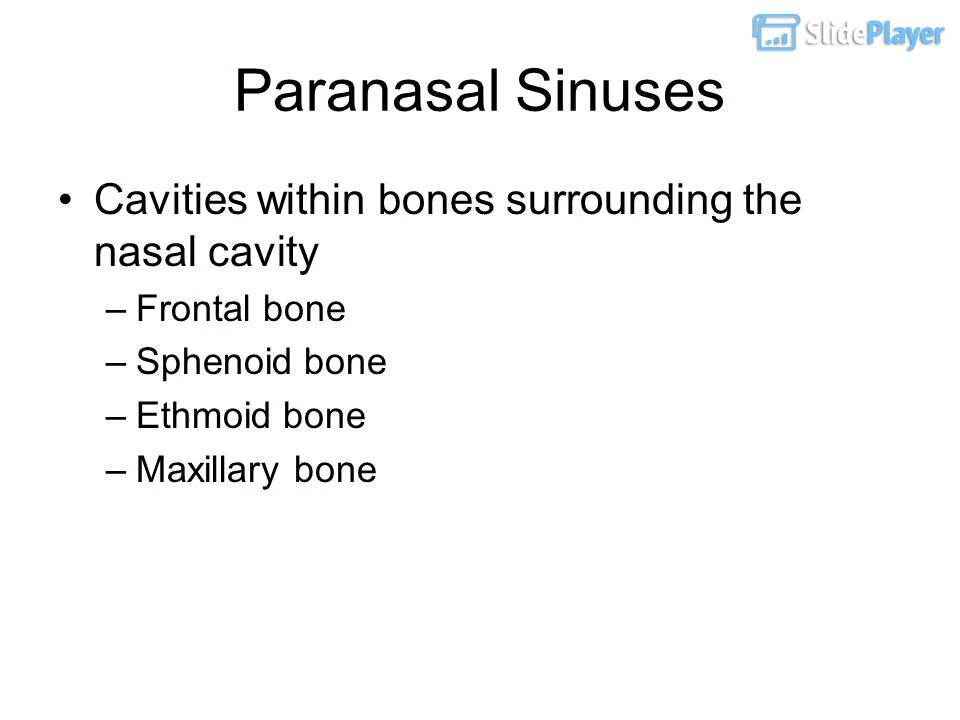 SlidePlayer
Paranasal Sinuses
• Cavities within bones surrounding the
nasal cavity
– Frontal bone
– Sphenoid bone
– Ethmoid bone
– Maxillary bone